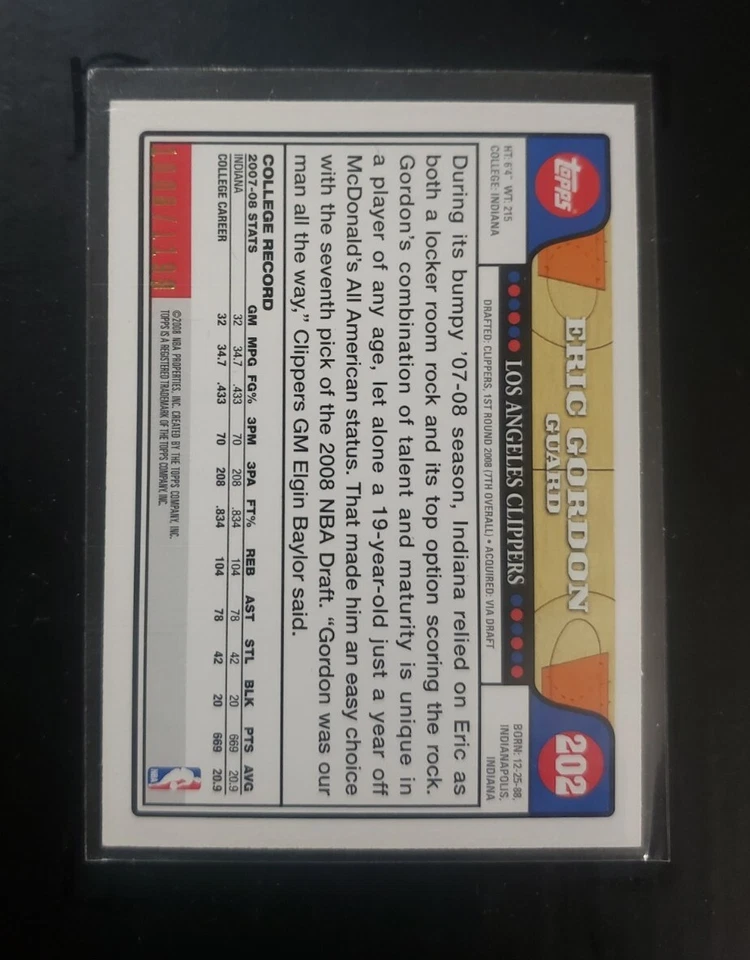 topps
ERIC GORDON
GUARD
202
HT: 6'4" WT: 215
COLLEGE: INDIANA
LOS ANGELES CLIPPERS
DRAFTED: CLIPPERS, 1ST ROUND 2008 (7TH OVERALL) • ACQUIRED: VIA DRAFT
BORN: 12-25-88,
INDIANAPOLIS,
INDIANA
During its bumpy '07-08 season, Indiana relied on Eric as
both a locker room rock and its top option scoring the rock.
Gordon's combination of talent and maturity is unique in
a player of any age, let alone a 19-year-old just a year off
McDonald's All American status. That made him an easy choice
with the seventh pick of the 2008 NBA Draft. “Gordon was our
man all the way,” Clippers GM Elgin Baylor said.
COLLEGE RECORD
2007-08 STATS GM MPG FG% 3PM 3PA FT% REB AST STL BLK PTS AVG
INDIANA 32 34.7 .433 70 208 .834 104 78 42 20 669 20.9
COLLEGE CAREER 32 34.7 .433 70 208 .834 104 78 42 20 669 20.9
©2008 NBA PROPERTIES, INC. CREATED BY THE TOPPS COMPANY, INC.
TOPPS IS A REGISTERED TRADEMARK OF THE TOPPS COMPANY, INC.
NBA